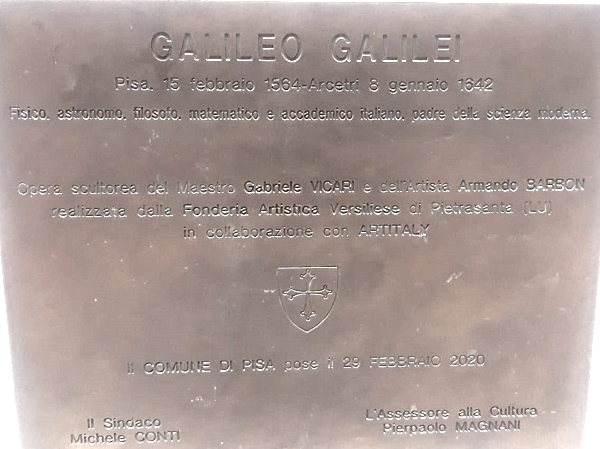 GALILEO GALILEI
Pisa, 15 febbraio 1564-Arcetri 8 gennaio 1642
Fisico, astronomo, filosofo, matematico e accademico italiano, padre della scienza moderna.
Opera scultorea del Maestro Gabriele VICARI e dell'Artista Armando BARBON
realizzata dalla Fonderia Artistica Versiliese di Pietrasanta (LU)
in collaborazione con ARTITALY
Il COMUNE DI PISA pose il 29 FEBBRAIO 2020
Il Sindaco
Michele CONTI
L'Assessore alla Cultura
Pierpaolo MAGNANI